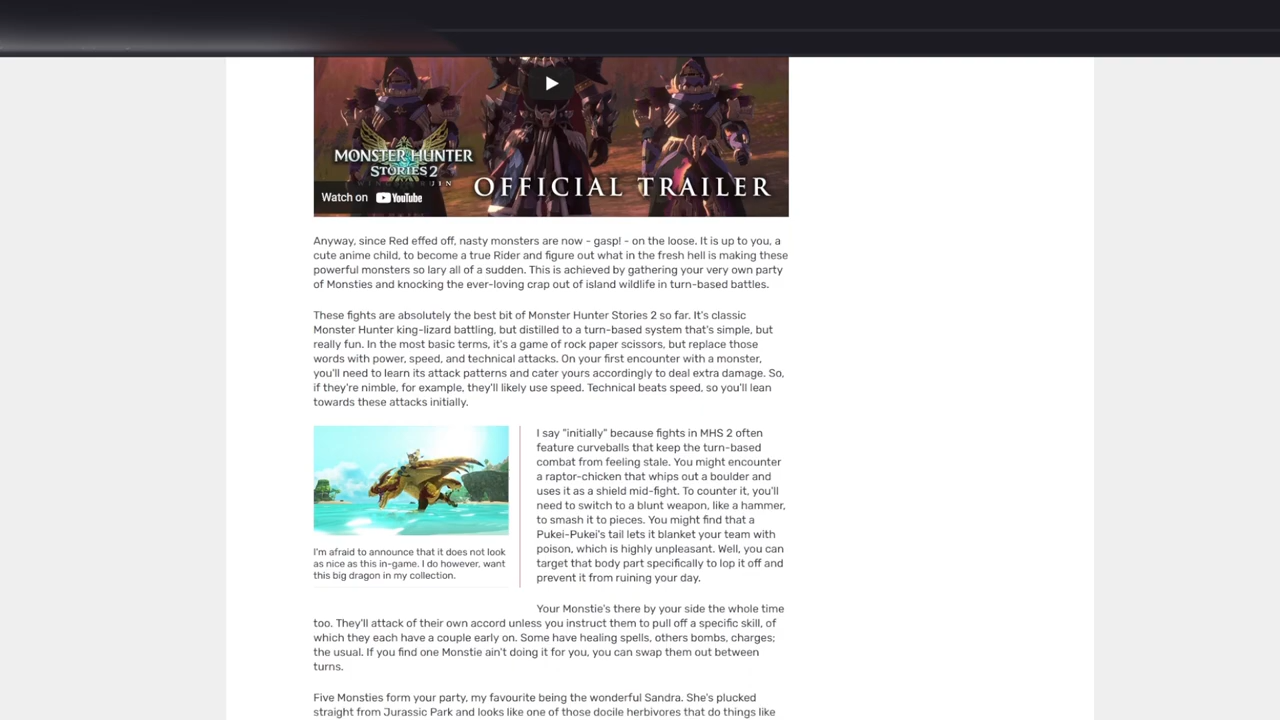 MONSTER HUNTER
STORIES 2
OFFICIAL TRAILER
Watch on YouTube
Anyway, since Red effed off, nasty monsters are now - gasp! - on the loose. It is up to you, a
cute anime child, to become a true Rider and figure out what in the fresh hell is making these
powerful monsters so lary all of a sudden. This is achieved by gathering your very own party
of Monsties and knocking the ever-loving crap out of island wildlife in turn-based battles.
These fights are absolutely the best bit of Monster Hunter Stories 2 so far. It's classic
Monster Hunter king-lizard battling, but distilled to a turn-based system that's simple, but
really fun. In the most basic terms, it's a game of rock paper scissors, but replace those
words with power, speed, and technical attacks. On your first encounter with a monster,
you'll need to learn its attack patterns and cater yours accordingly to deal extra damage. So,
if they're nimble, for example, they'll likely use speed. Technical beats speed, so you'll lean
towards these attacks initially.
I'm afraid to announce that it does not look
as nice as this in-game. I do however, want
this big dragon in my collection.
I say "initially" because fights in MHS 2 often
feature curveballs that keep the turn-based
combat from feeling stale. You might encounter
a raptor-chicken that whips out a boulder and
uses it as a shield mid-fight. To counter it, you'll
need to switch to a blunt weapon, like a hammer,
to smash it to pieces. You might find that a
Pukei-Pukei's tail lets it blanket your team with
poison, which is highly unpleasant. Well, you can
target that body part specifically to lop it off and
prevent it from ruining your day.
Your Monstie's there by your side the whole time
too. They'll attack of their own accord unless you instruct them to pull off a specific skill, of
which they each have a couple early on. Some have healing spells, others bombs, charges;
the usual. If you find one Monstie ain't doing it for you, you can swap them out between
turns.
Five Monsties form your party, my favourite being the wonderful Sandra. She's plucked
straight from Jurassic Park and looks like one of those docile herbivores that do things like